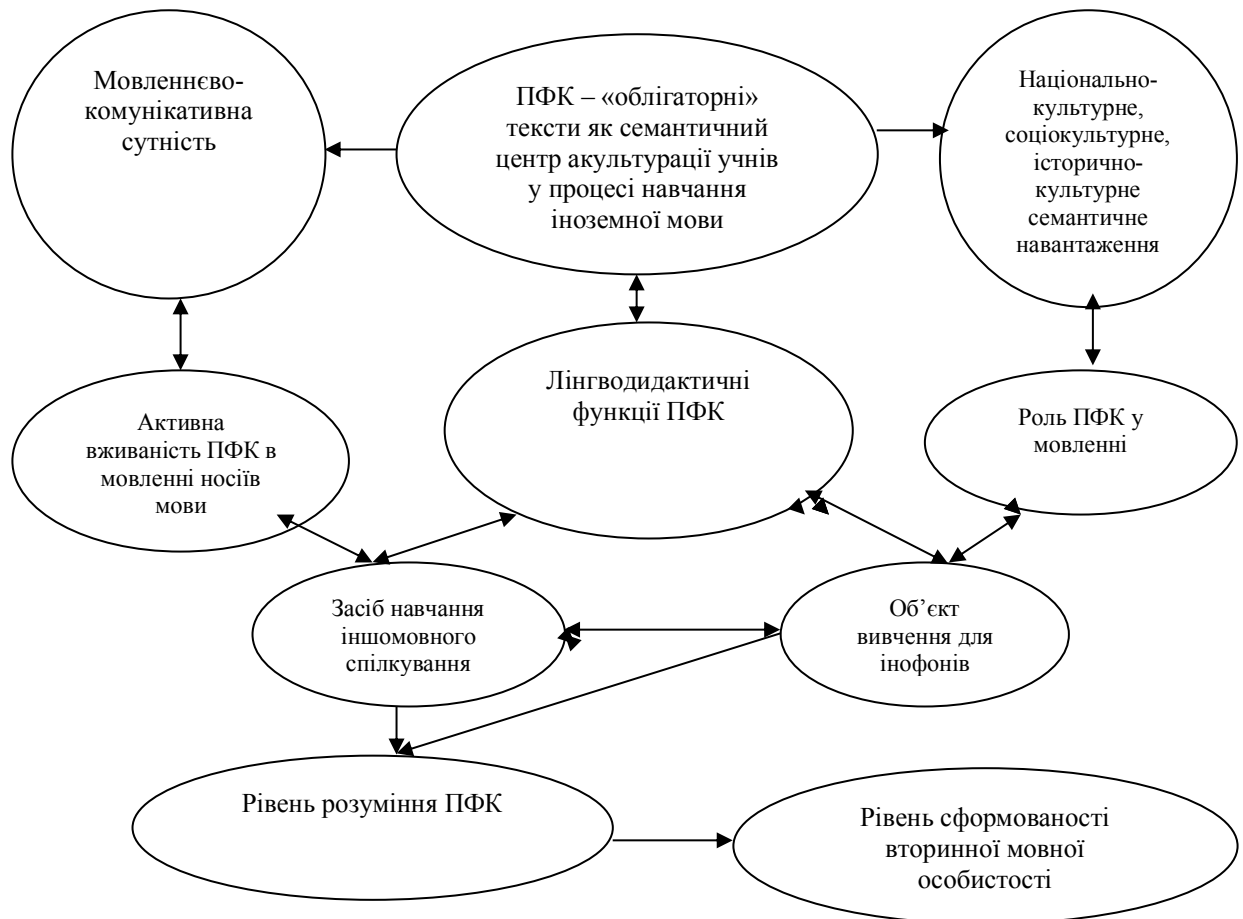 Мовленнєво-
комунікативна
сутність
ПФК – «облігаторні»
тексти як семантичний
центр акультурації учнів
у процесі навчання
іноземної мови
Національно-
культурне,
соціокультурне,
історично-
культурне
семантичне
навантаження
Активна
вживаність ПФК в
мовленні носіїв
мови
Лінгводидактичні
функції ПФК
Роль ПФК у
мовленні
Засіб навчання
іншомовного
спілкування
Об’єкт
вивчення для
інофонів
Рівень розуміння ПФК
Рівень сформованості
вторинної мовної
особистості